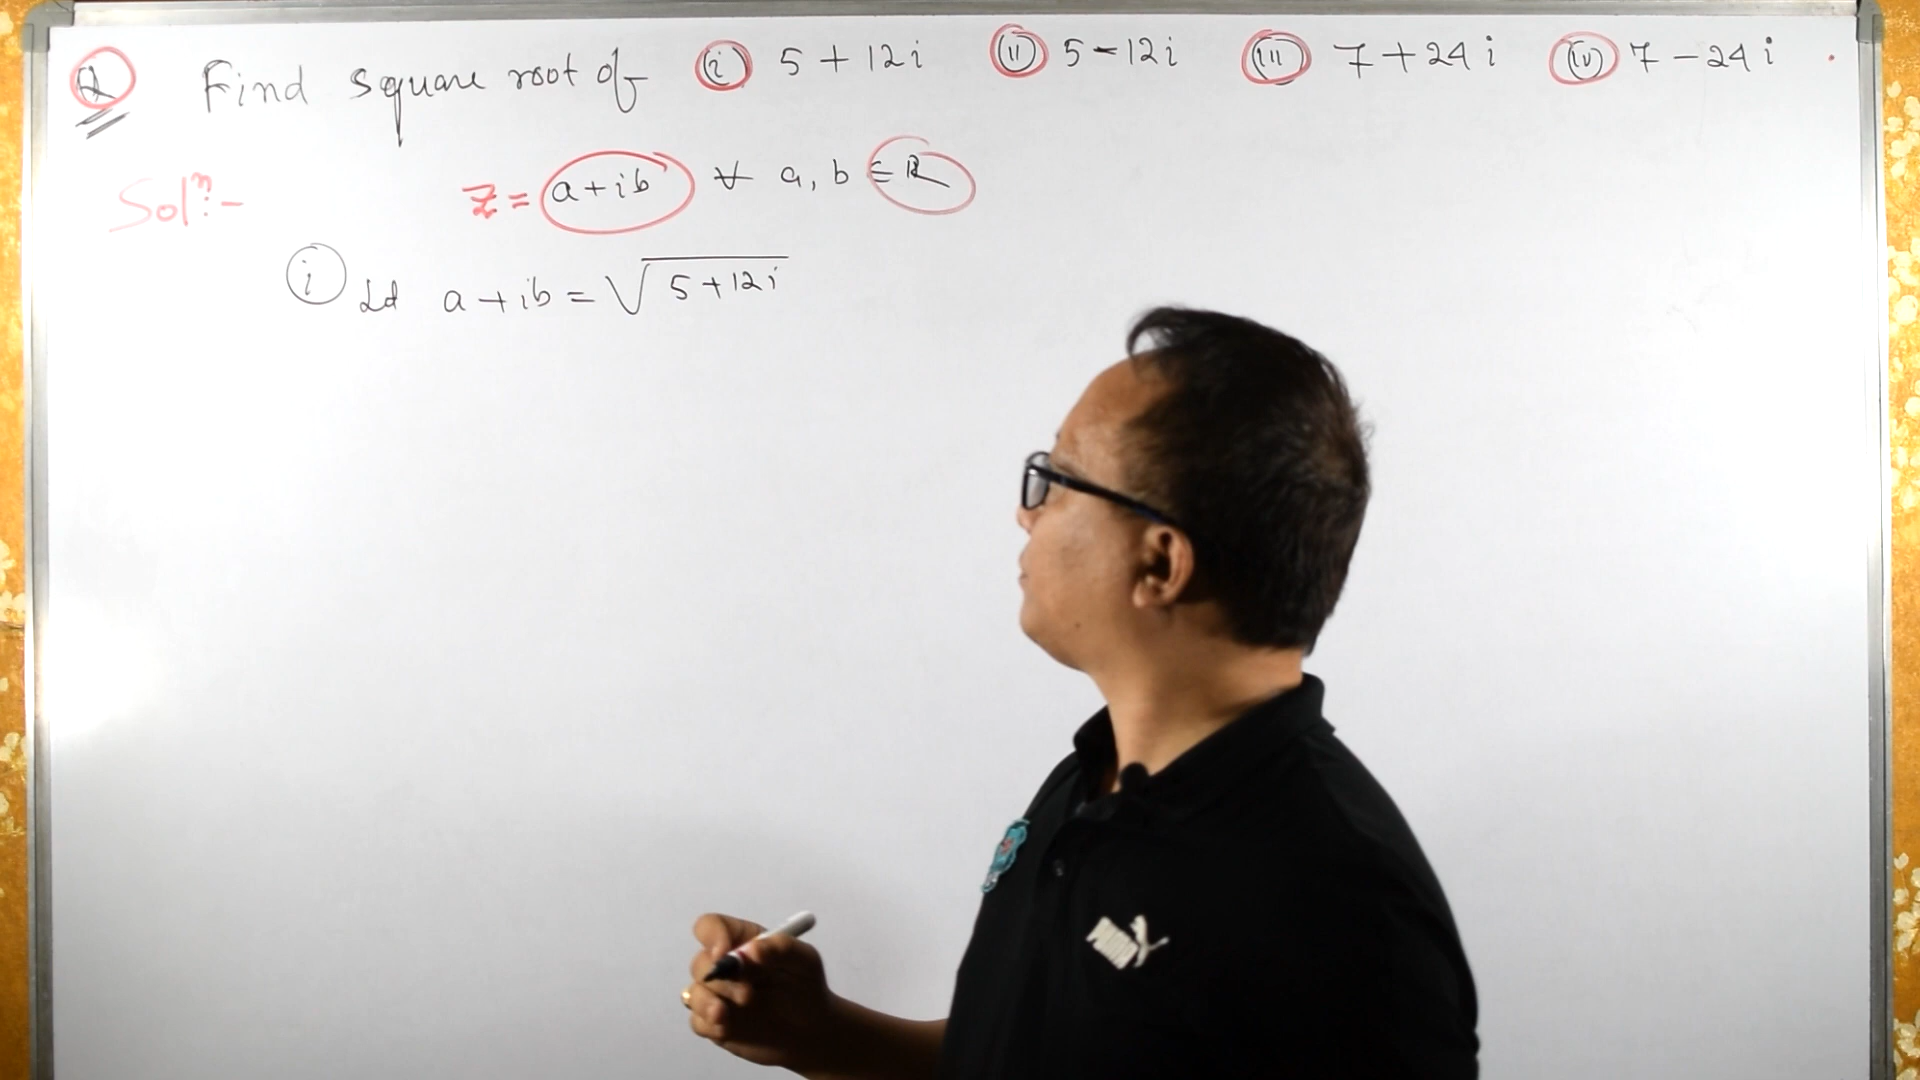 Q Find square root of (i) 5 + 12i (ii) 5 - 12i (iii) 7 + 24i (iv) 7 - 24i .
Solⁿ:- z = a + ib ∀ a, b ∈ R
(i) Let a + ib = √5 + 12i
PUMA